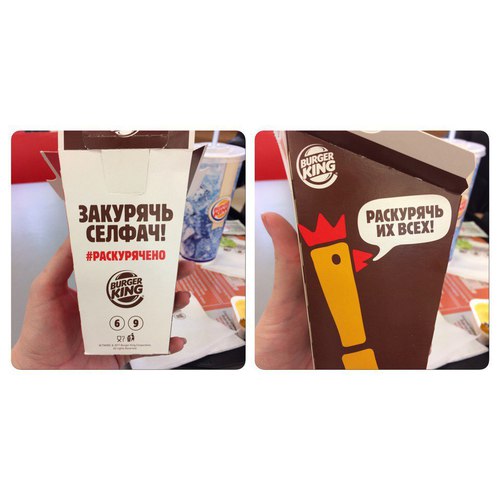 ЗАКУРЯЧЬ
СЕЛФАЧ!
#РАСКУРЯЧЕНО
BURGER
KING
6 9
BURGER
KING
РАСКУРЯЧЬ
ИХ ВСЕХ!